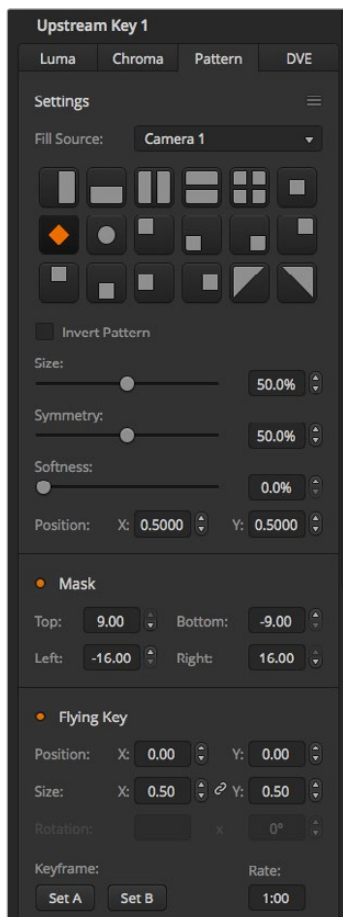 Upstream Key 1
Luma Chroma Pattern DVE
Settings
Fill Source: Camera 1
Invert Pattern
Size:
50.0%
Symmetry:
50.0%
Softness:
0.0%
Position: X: 0.5000 Y: 0.5000
Mask
Top: 9.00 Bottom: -9.00
Left: -16.00 Right: 16.00
Flying Key
Position: X: 0.00 Y: 0.00
Size: X: 0.50 Y: 0.50
Rotation: x 0°
Keyframe: Rate:
Set A Set B 1:00